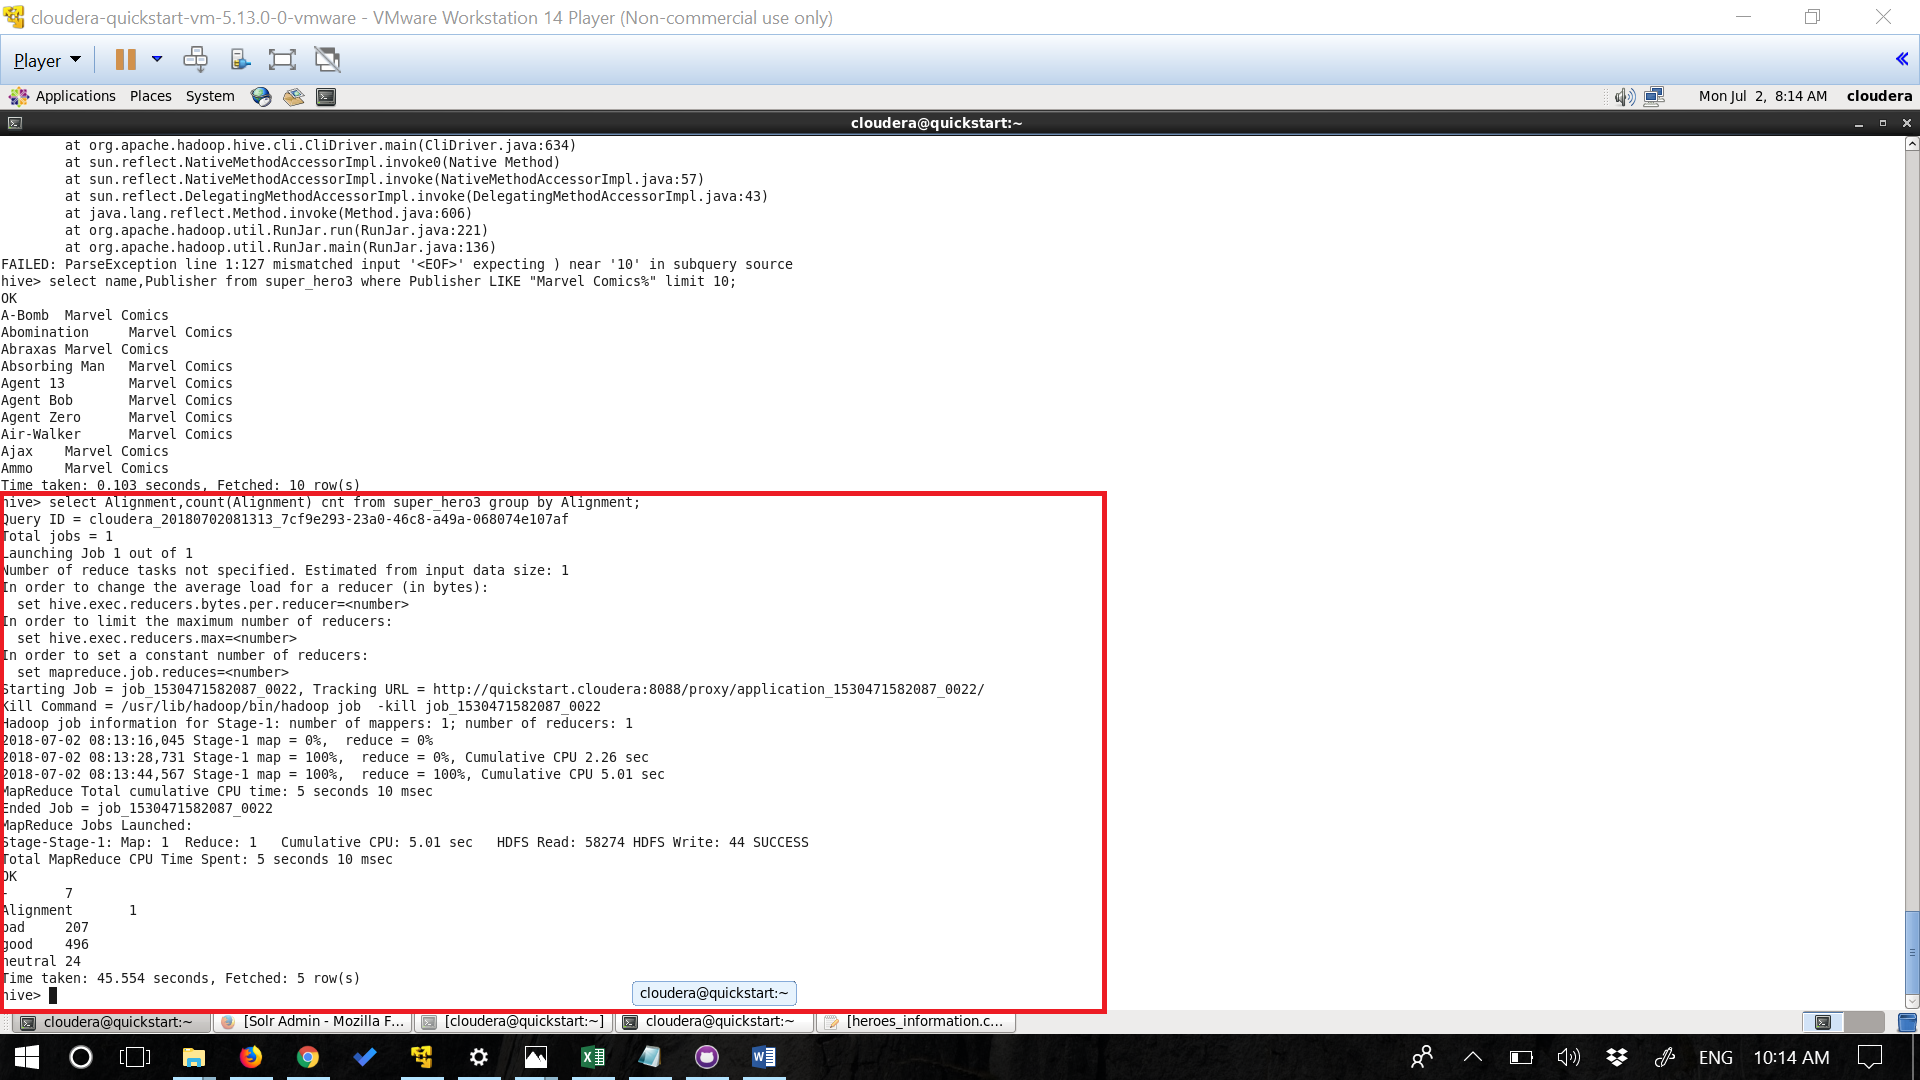 cloudera-quickstart-vm-5.13.0-0-vmware - VMware Workstation 14 Player (Non-commercial use only)
Player
Applications Places System Mon Jul 2, 8:14 AM cloudera
cloudera@quickstart:~
at org.apache.hadoop.hive.cli.CliDriver.main(CliDriver.java:634)
at sun.reflect.NativeMethodAccessorImpl.invoke0(Native Method)
at sun.reflect.NativeMethodAccessorImpl.invoke(NativeMethodAccessorImpl.java:57)
at sun.reflect.DelegatingMethodAccessorImpl.invoke(DelegatingMethodAccessorImpl.java:43)
at java.lang.reflect.Method.invoke(Method.java:606)
at org.apache.hadoop.util.RunJar.run(RunJar.java:221)
at org.apache.hadoop.util.RunJar.main(RunJar.java:136)
FAILED: ParseException line 1:127 mismatched input '<EOF>' expecting ) near '10' in subquery source
hive> select name,Publisher from super_hero3 where Publisher LIKE "Marvel Comics%" limit 10;
OK
A-Bomb Marvel Comics
Abomination Marvel Comics
Abraxas Marvel Comics
Absorbing Man Marvel Comics
Agent 13 Marvel Comics
Agent Bob Marvel Comics
Agent Zero Marvel Comics
Air-Walker Marvel Comics
Ajax Marvel Comics
Ammo Marvel Comics
Time taken: 0.103 seconds, Fetched: 10 row(s)
hive> select Alignment,count(Alignment) cnt from super_hero3 group by Alignment;
Query ID = cloudera_20180702081313_7cf9e293-23a0-46c8-a49a-068074e107af
Total jobs = 1
Launching Job 1 out of 1
Number of reduce tasks not specified. Estimated from input data size: 1
In order to change the average load for a reducer (in bytes):
set hive.exec.reducers.bytes.per.reducer=<number>
In order to limit the maximum number of reducers:
set hive.exec.reducers.max=<number>
In order to set a constant number of reducers:
set mapreduce.job.reduces=<number>
Starting Job = job_1530471582087_0022, Tracking URL = http://quickstart.cloudera:8088/proxy/application_1530471582087_0022/
Kill Command = /usr/lib/hadoop/bin/hadoop job -kill job_1530471582087_0022
Hadoop job information for Stage-1: number of mappers: 1; number of reducers: 1
2018-07-02 08:13:16,045 Stage-1 map = 0%, reduce = 0%
2018-07-02 08:13:28,731 Stage-1 map = 100%, reduce = 0%, Cumulative CPU 2.26 sec
2018-07-02 08:13:44,567 Stage-1 map = 100%, reduce = 100%, Cumulative CPU 5.01 sec
MapReduce Total cumulative CPU time: 5 seconds 10 msec
Ended Job = job_1530471582087_0022
MapReduce Jobs Launched:
Stage-Stage-1: Map: 1 Reduce: 1 Cumulative CPU: 5.01 sec HDFS Read: 58274 HDFS Write: 44 SUCCESS
Total MapReduce CPU Time Spent: 5 seconds 10 msec
OK
- 7
Alignment 1
bad 207
good 496
neutral 24
Time taken: 45.554 seconds, Fetched: 5 row(s)
hive>
cloudera@quickstart:~
cloudera@quickstart:~ [Solr Admin - Mozilla F... [cloudera@quickstart:~] cloudera@quickstart:~ [heroes_information.c...
ENG 10:14 AM